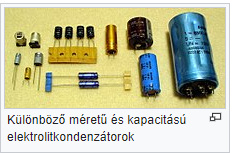 Különböző méretű és kapacitású
elektrolitkondenzátorok